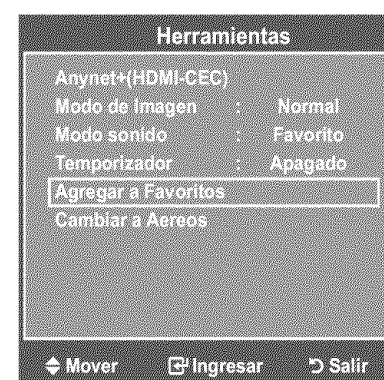 Herramientas
Anynet+(HDMI-CEC)
Modo de Imagen : Normal
Modo sonido : Favorito
Temporizador : Apagado
Agregar a Favoritos
Cambiar a Aereos
Mover Ingresar Salir